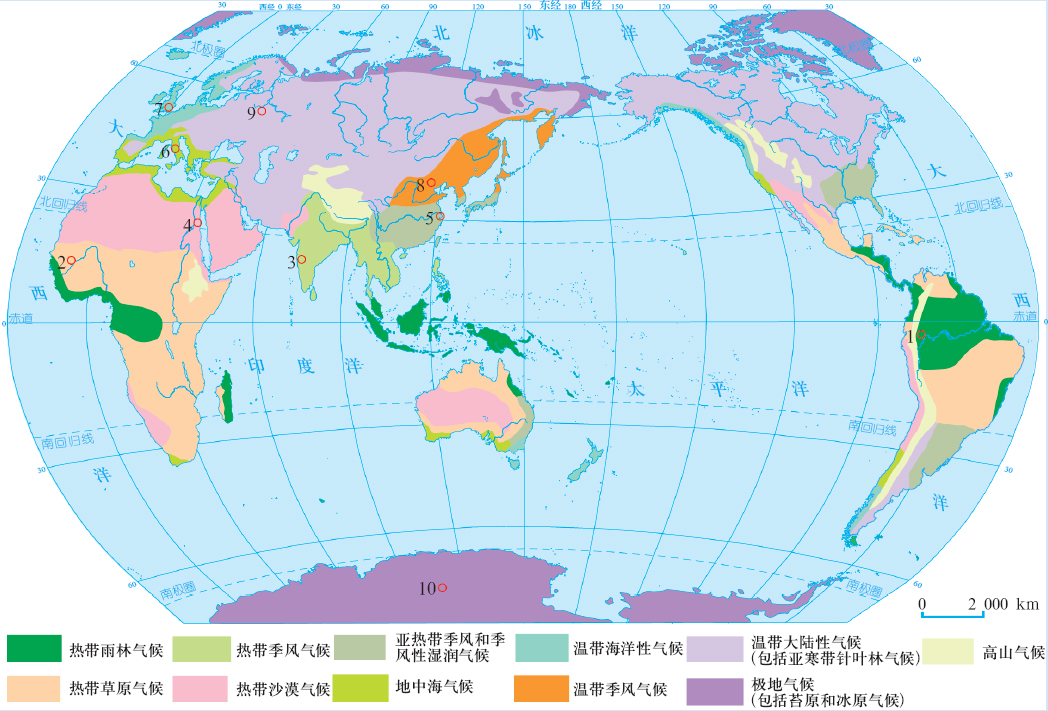 30 西经 0 东经 30 60 90 120 150 东经 180 西经 150 120 90 60 30
北 冰 洋
北极圈
60
60
7
9
大
6
大
30
8
30
北回归线
北回归线
4
5
2
3
西
西
0
赤道
赤道
0
1
印 度 洋
太 平 洋
南回归线
南回归线
30
30
洋
洋
60
南极圈
南极圈
60
10
0 2 000 km
热带雨林气候
热带季风气候
亚热带季风和季
风性湿润气候
温带海洋性气候
温带大陆性气候
(包括亚寒带针叶林气候)
高山气候
热带草原气候
热带沙漠气候
地中海气候
温带季风气候
极地气候
(包括苔原和冰原气候)